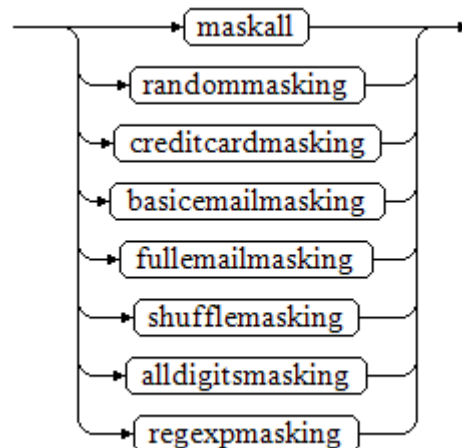 maskall
randommasking
creditcardmasking
basicemailmasking
fullemailmasking
shufflemasking
alldigitsmasking
regexpmasking